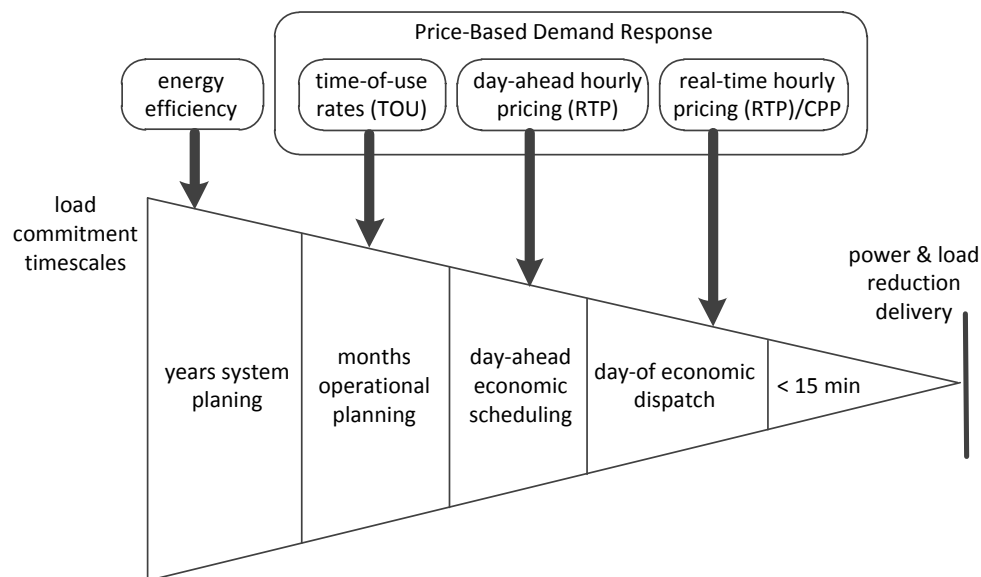 Price-Based Demand Response
energy
efficiency
time-of-use
rates (TOU)
day-ahead hourly
pricing (RTP)
real-time hourly
pricing (RTP)/CPP
load
commitment
timescales
power & load
reduction
delivery
years system
planing
months
operational
planning
day-ahead
economic
scheduling
day-of economic
dispatch
< 15 min